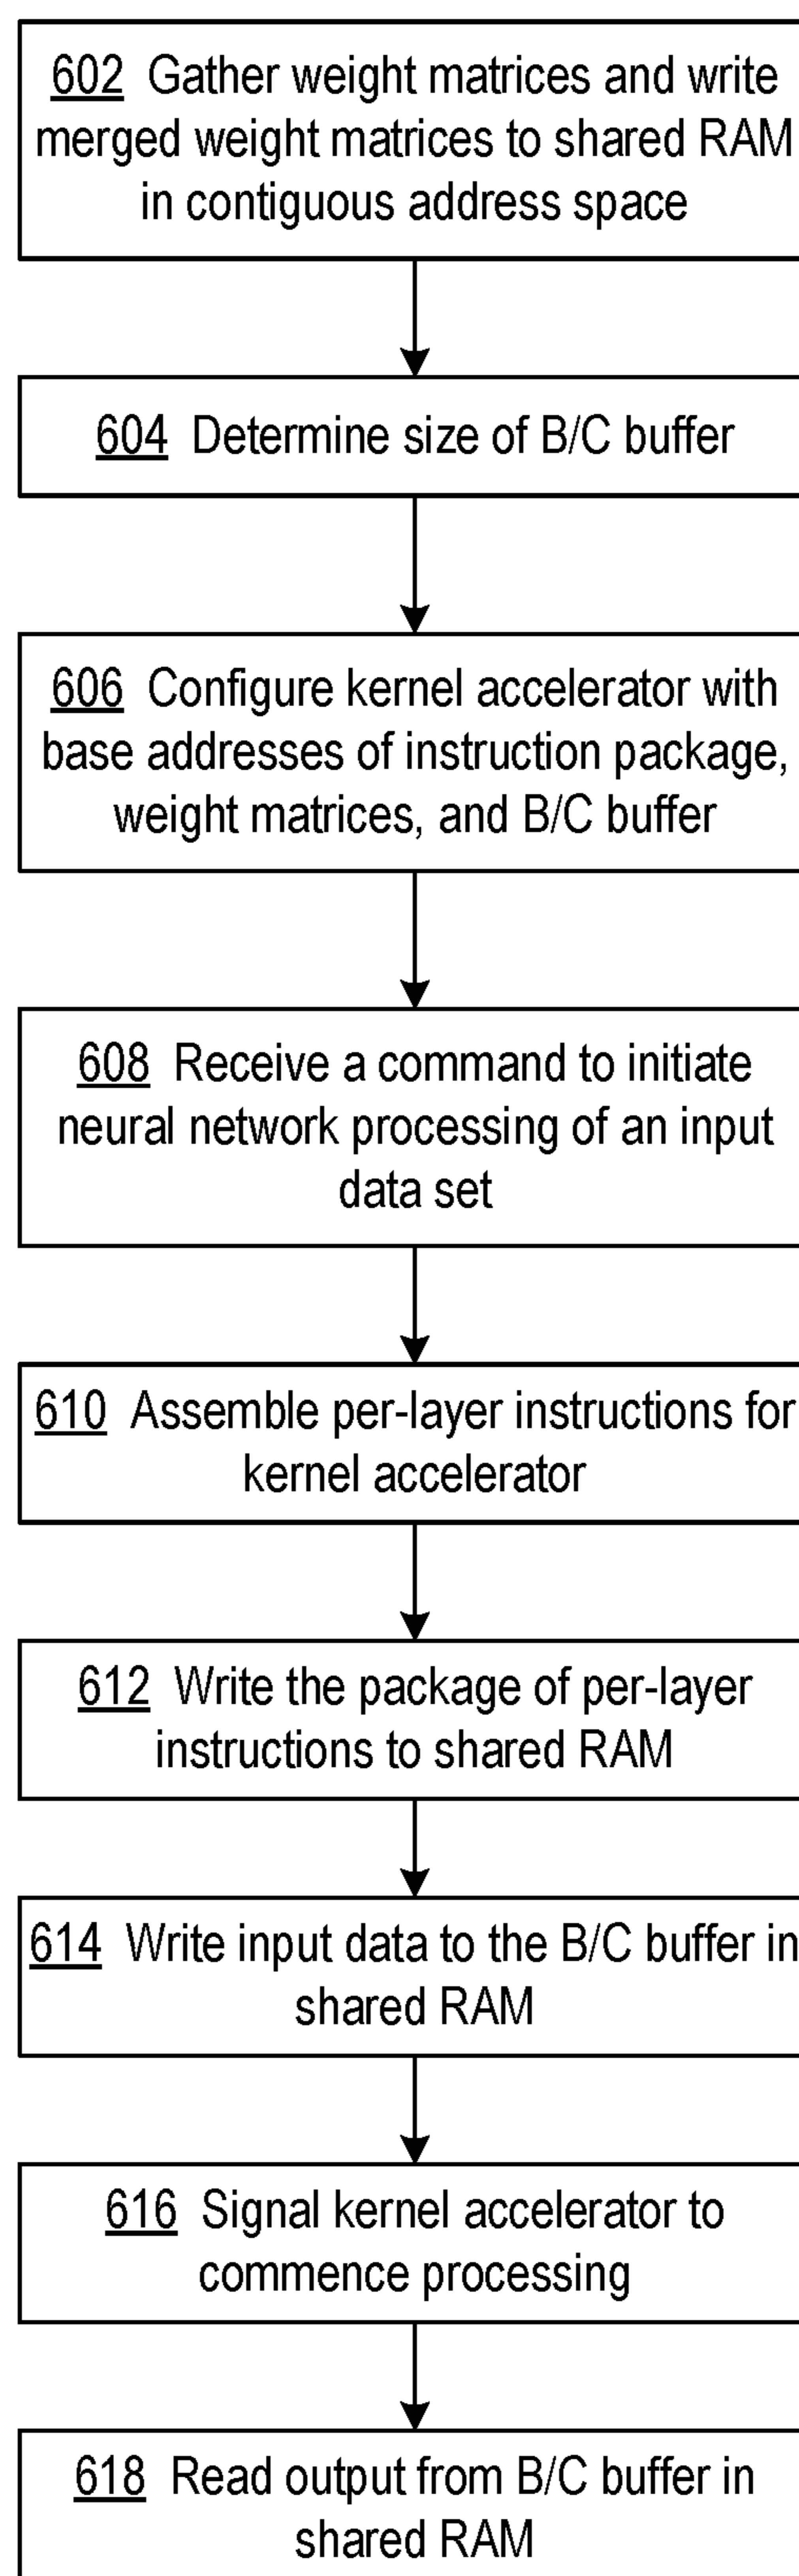 602 Gather weight matrices and write
merged weight matrices to shared RAM
in contiguous address space
604 Determine size of B/C buffer
606 Configure kernel accelerator with
base addresses of instruction package,
weight matrices, and B/C buffer
608 Receive a command to initiate
neural network processing of an input
data set
610 Assemble per-layer instructions for
kernel accelerator
612 Write the package of per-layer
instructions to shared RAM
614 Write input data to the B/C buffer in
shared RAM
616 Signal kernel accelerator to
commence processing
618 Read output from B/C buffer in
shared RAM